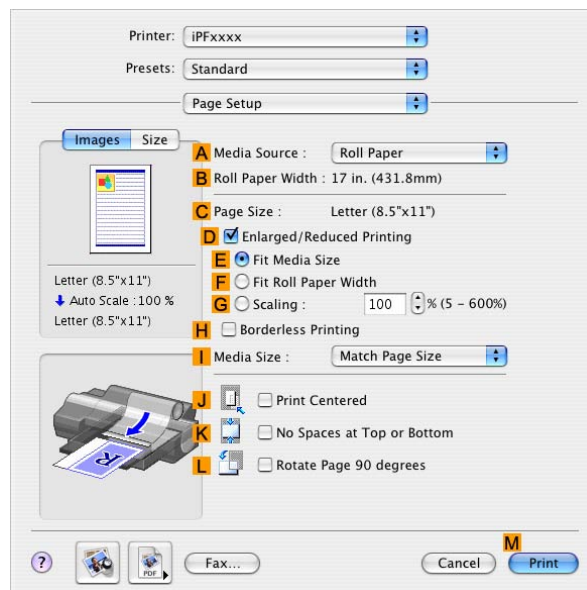 Printer: iPFxxxx
Presets: Standard
Page Setup
Images Size
A Media Source : Roll Paper
B Roll Paper Width : 17 in. (431.8mm)
C Page Size : Letter (8.5"x11")
D Enlarged/Reduced Printing
E Fit Media Size
F Fit Roll Paper Width
G Scaling : 100 % (5 - 600%)
H Borderless Printing
I Media Size : Match Page Size
J Print Centered
K No Spaces at Top or Bottom
L Rotate Page 90 degrees
Letter (8.5"x11")
Auto Scale :100 %
Letter (8.5"x11")
R
M
? PDF Fax... Cancel Print